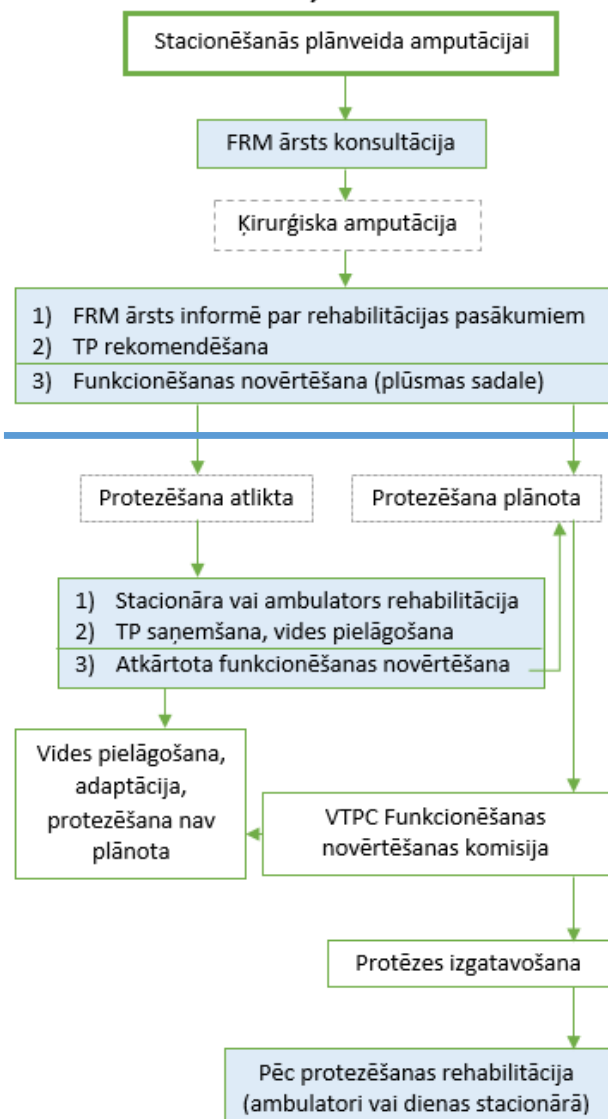 Stacionēšanās plānveida amputācijai
FRM ārsts konsultācija
Ķirurģiska amputācija
1) FRM ārsts informē par rehabilitācijas pasākumiem
2) TP rekomendēšana
3) Funkcionēšanas novērtēšana (plūsmas sadale)
Protezēšana atlikta
Protezēšana plānota
1) Stacionāra vai ambulators rehabilitācija
2) TP saņemšana, vides pielāgošana
3) Atkārtota funkcionēšanas novērtēšana
Vides pielāgošana,
adaptācija,
protezēšana nav
plānota
VTPC Funkcionēšanas
novērtēšanas komisija
Protēzes izgatavošana
Pēc protezēšanas rehabilitācija
(ambulatori vai dienas stacionārā)